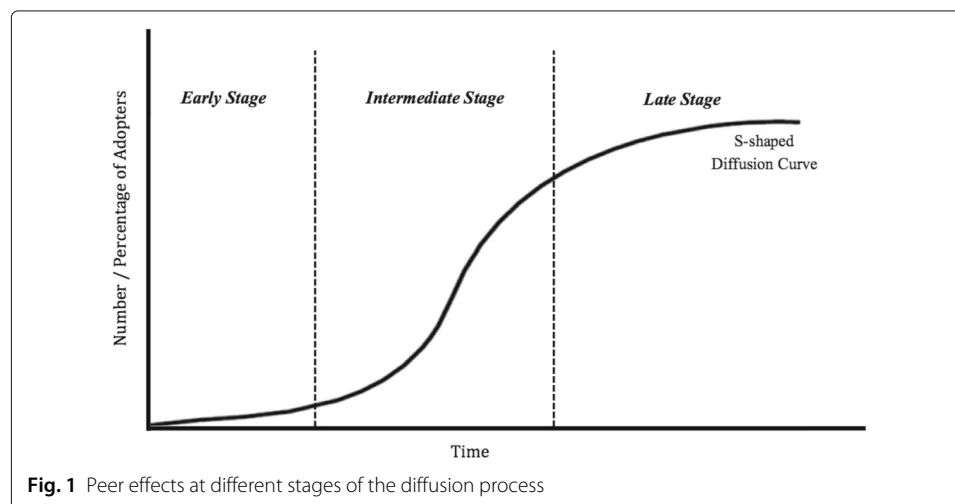 Early Stage
Intermediate Stage
Late Stage
S-shaped
Diffusion Curve
Number / Percentage of Adopters
Time
Fig. 1 Peer effects at different stages of the diffusion process